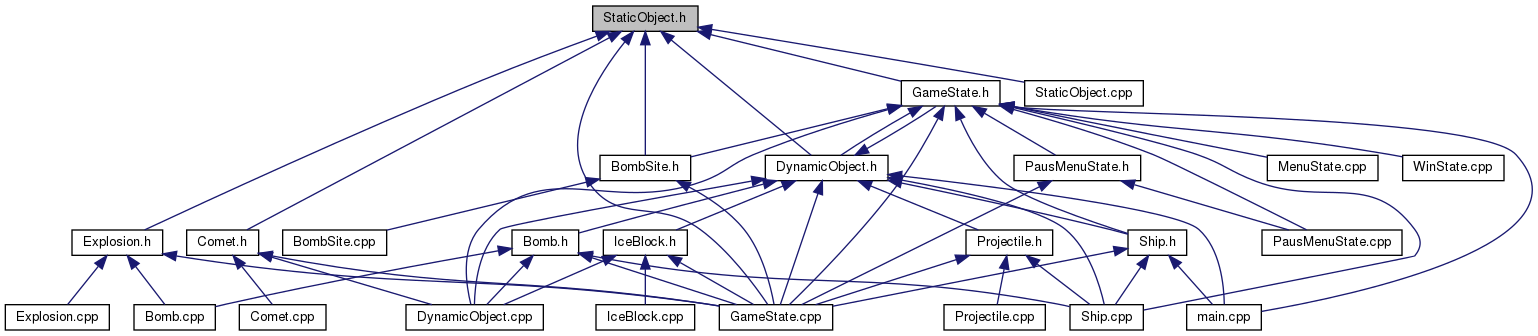 StaticObject.h
GameState.h
StaticObject.cpp
BombSite.h
DynamicObject.h
PausMenuState.h
MenuState.cpp
WinState.cpp
Explosion.h
Comet.h
BombSite.cpp
Bomb.h
IceBlock.h
Projectile.h
Ship.h
PausMenuState.cpp
Explosion.cpp
Bomb.cpp
Comet.cpp
DynamicObject.cpp
IceBlock.cpp
GameState.cpp
Projectile.cpp
Ship.cpp
main.cpp